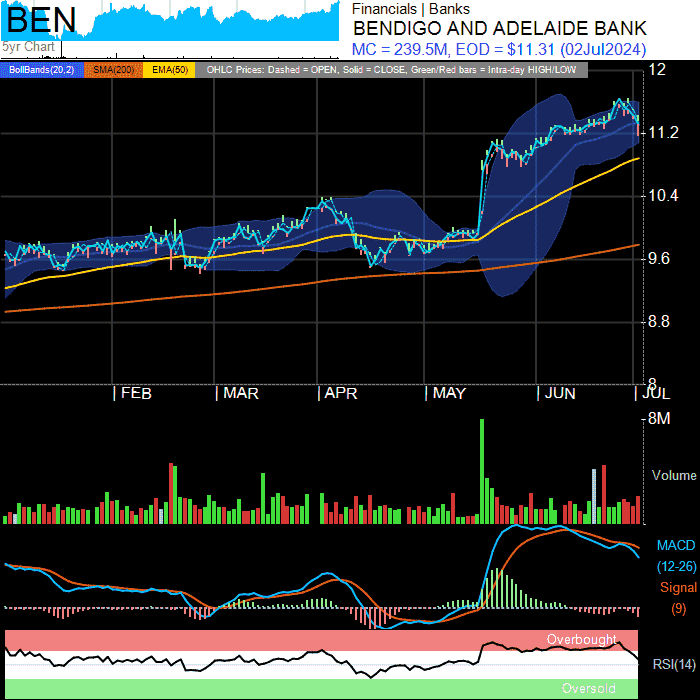 BEN
5yr Chart
Financials | Banks
BENDIGO AND ADELAIDE BANK
MC = 239.5M, EOD = $11.31 (02Jul2024)
BollBands(20,2) SMA(200) EMA(50) OHLC Prices: Dashed = OPEN, Solid = CLOSE, Green/Red bars = Intra-day HIGH/LOW
12
11.2
10.4
9.6
8.8
8
| FEB | MAR | APR | MAY | JUN | JUL
8M
Volume
MACD
(12-26)
Signal
(9)
Overbought
RSI(14)
Oversold